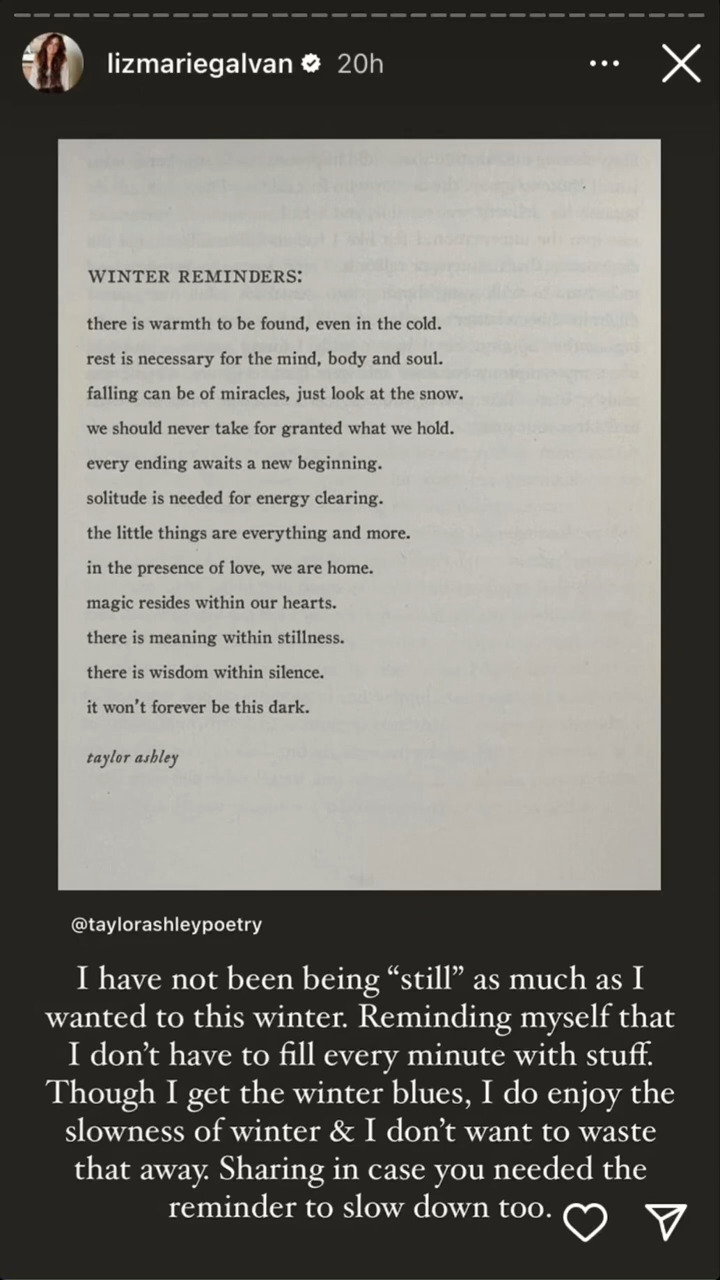 lizmariegalvan 20h
WINTER REMINDERS:
there is warmth to be found, even in the cold.
rest is necessary for the mind, body and soul.
falling can be of miracles, just look at the snow.
we should never take for granted what we hold.
every ending awaits a new beginning.
solitude is needed for energy clearing.
the little things are everything and more.
in the presence of love, we are home.
magic resides within our hearts.
there is meaning within stillness.
there is wisdom within silence.
it won't forever be this dark.
taylor ashley
@taylorashleypoetry
I have not been being “still” as much as I
wanted to this winter. Reminding myself that
I don’t have to fill every minute with stuff.
Though I get the winter blues, I do enjoy the
slowness of winter & I don’t want to waste
that away. Sharing in case you needed the
reminder to slow down too.